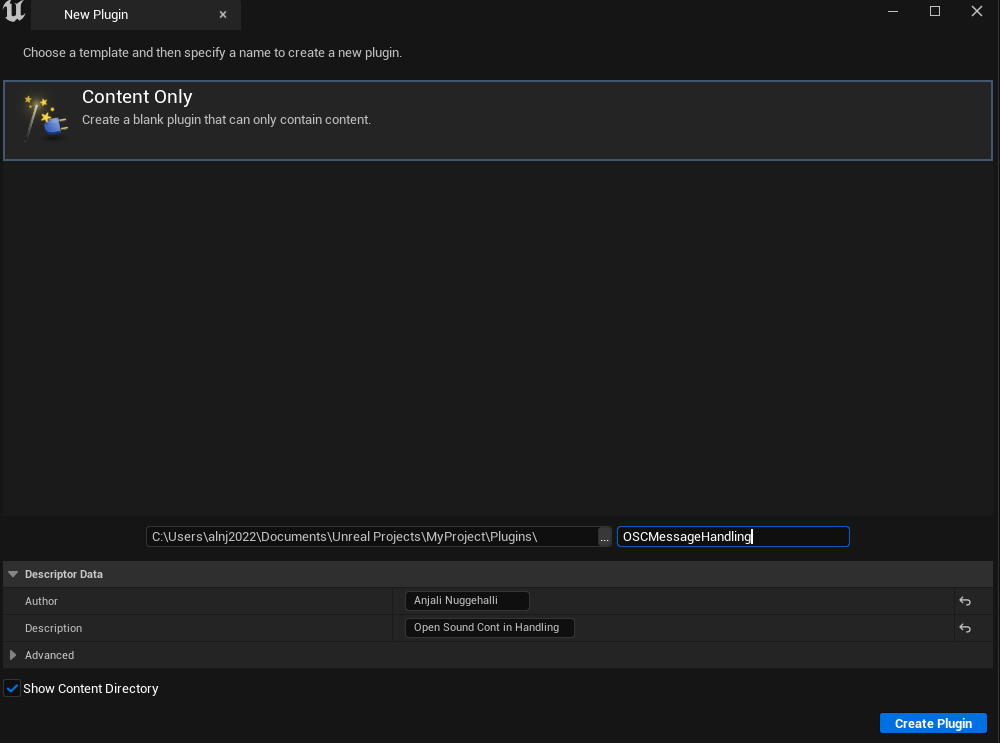 New Plugin
Choose a template and then specify a name to create a new plugin.
Content Only
Create a blank plugin that can only contain content.
C:\Users\alnj2022\Documents\Unreal Projects\MyProject\Plugins\ ... OSCMessageHandling
Descriptor Data
Author Anjali Nuggehalli
Description Open Sound Cont in Handling
Advanced
Show Content Directory
Create Plugin